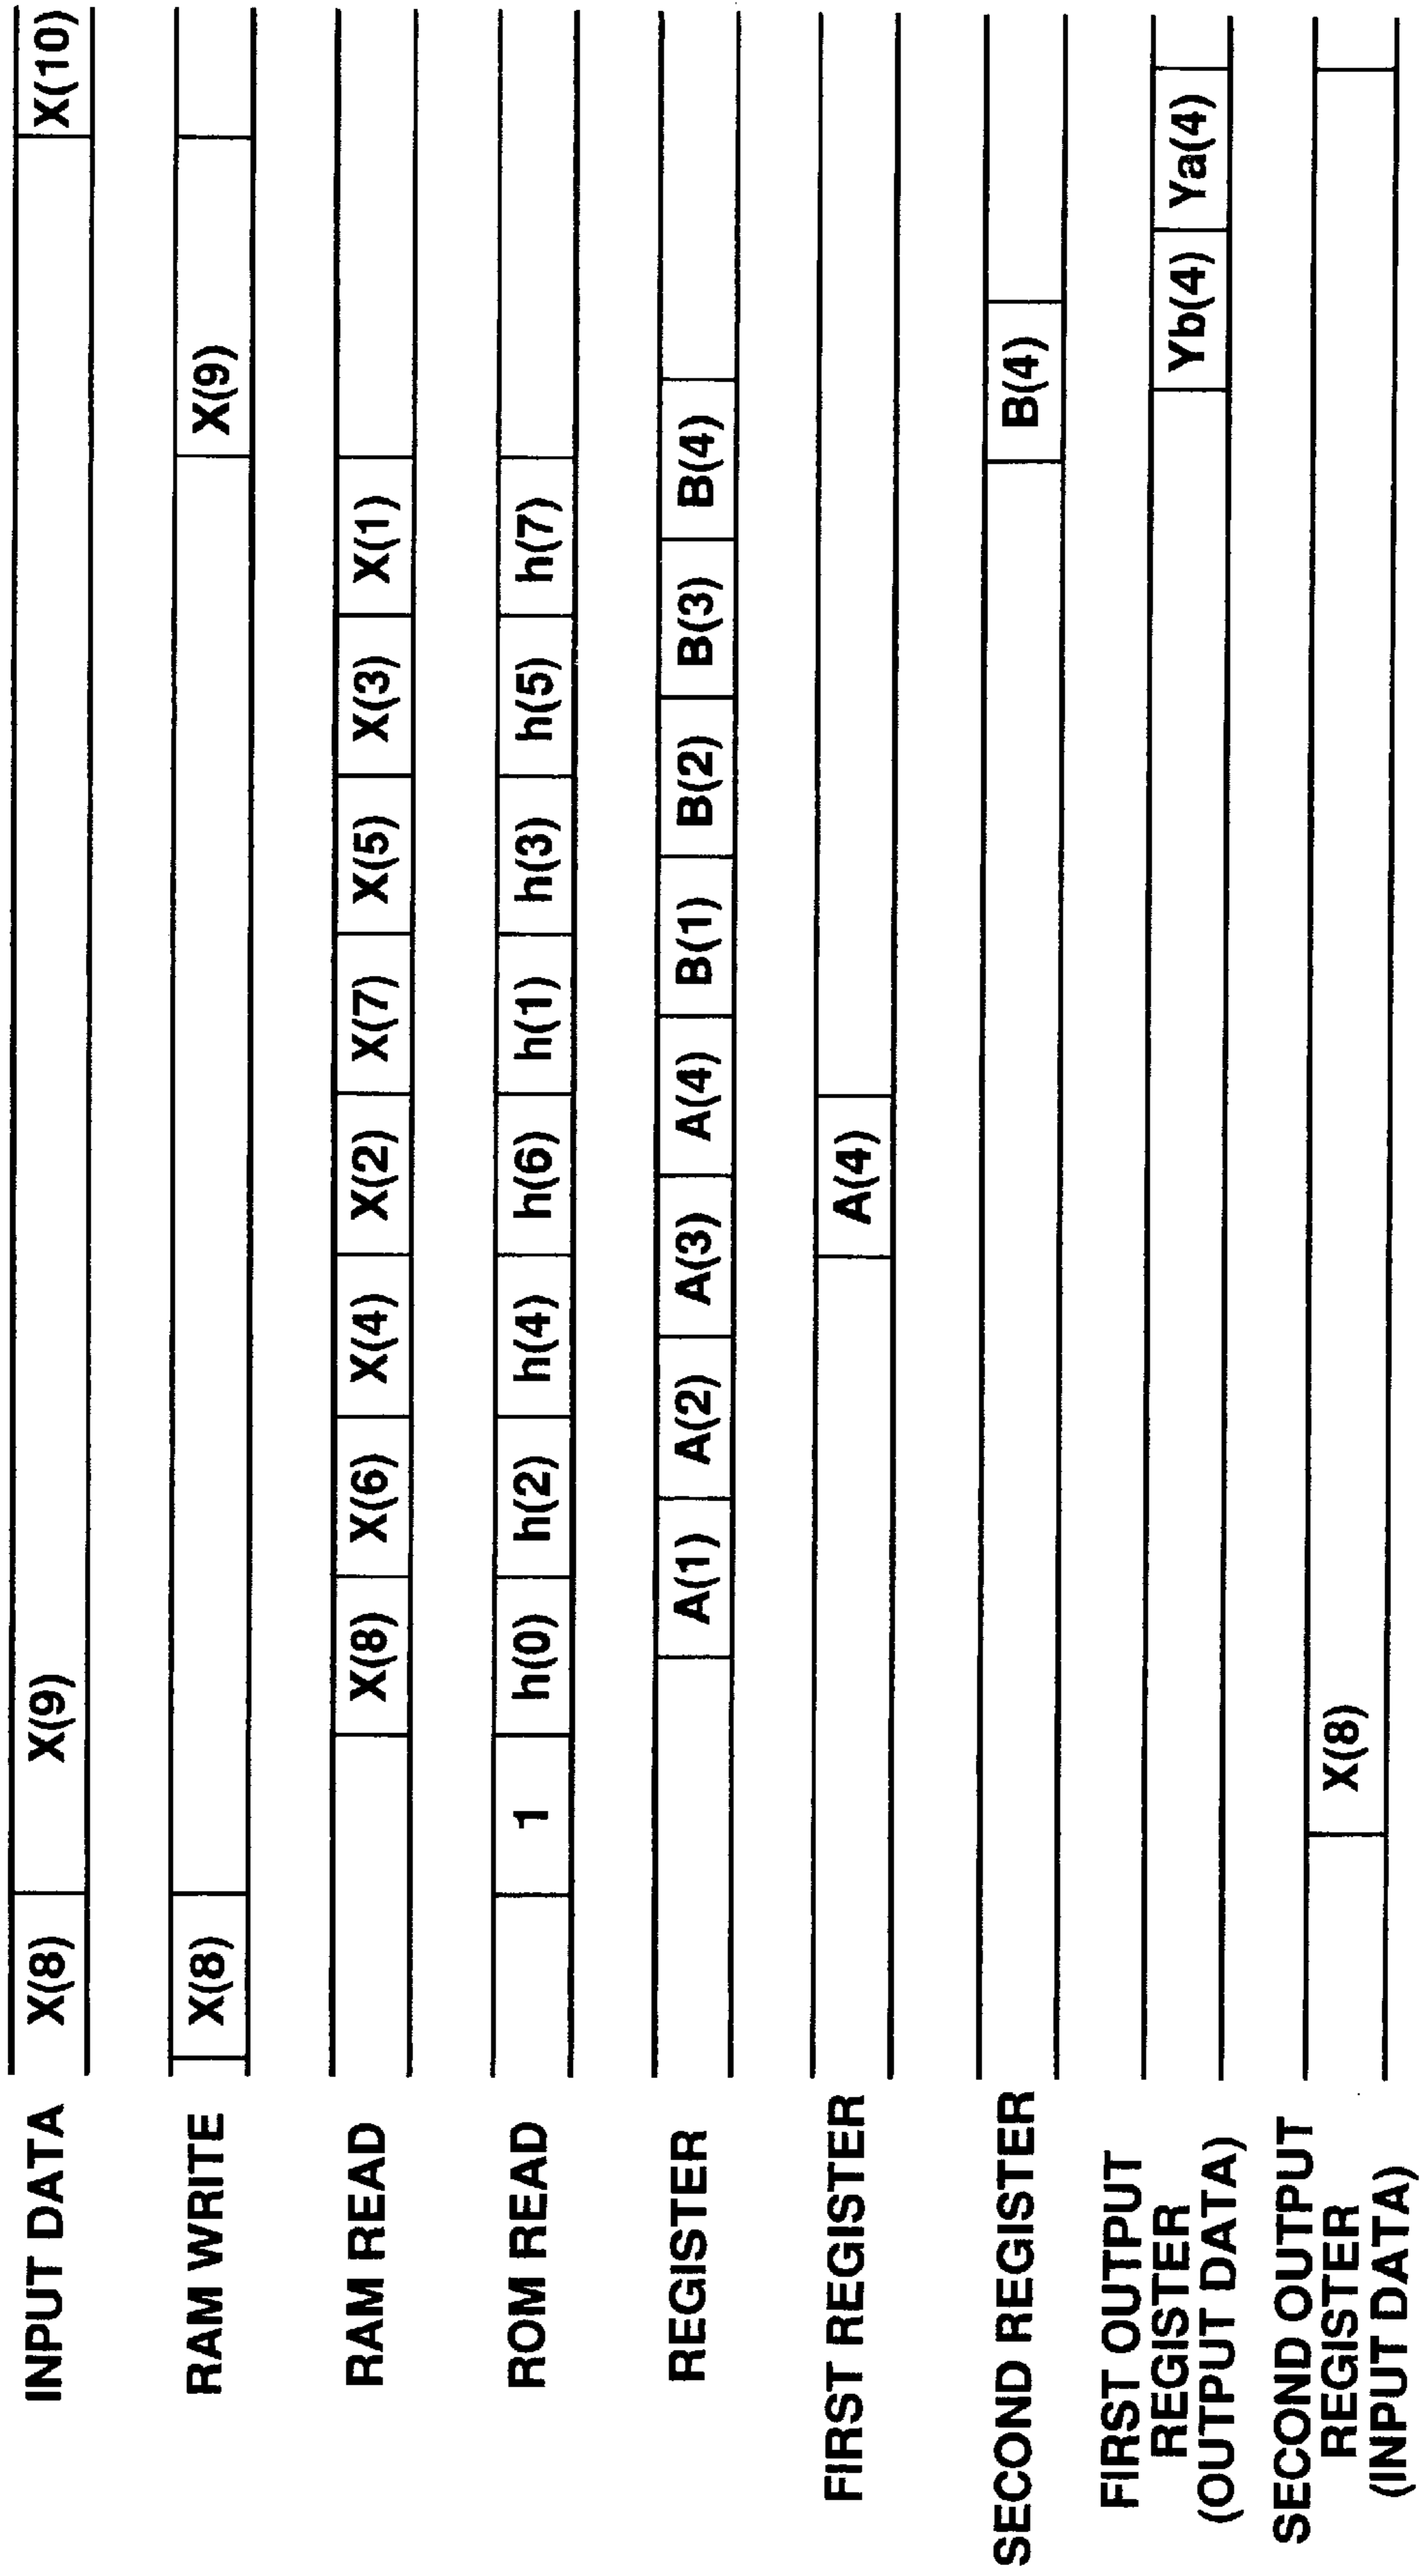 INPUT DATA X(8) X(9) X(10)
RAM WRITE X(8) X(9)
RAM READ X(8) X(6) X(4) X(2) X(7) X(5) X(3) X(1)
ROM READ 1 h(0) h(2) h(4) h(6) h(1) h(3) h(5) h(7)
REGISTER A(1) A(2) A(3) A(4) B(1) B(2) B(3) B(4)
FIRST REGISTER A(4)
SECOND REGISTER B(4)
FIRST OUTPUT
REGISTER
(OUTPUT DATA) Yb(4) Ya(4)
SECOND OUTPUT
REGISTER
(INPUT DATA) X(8)